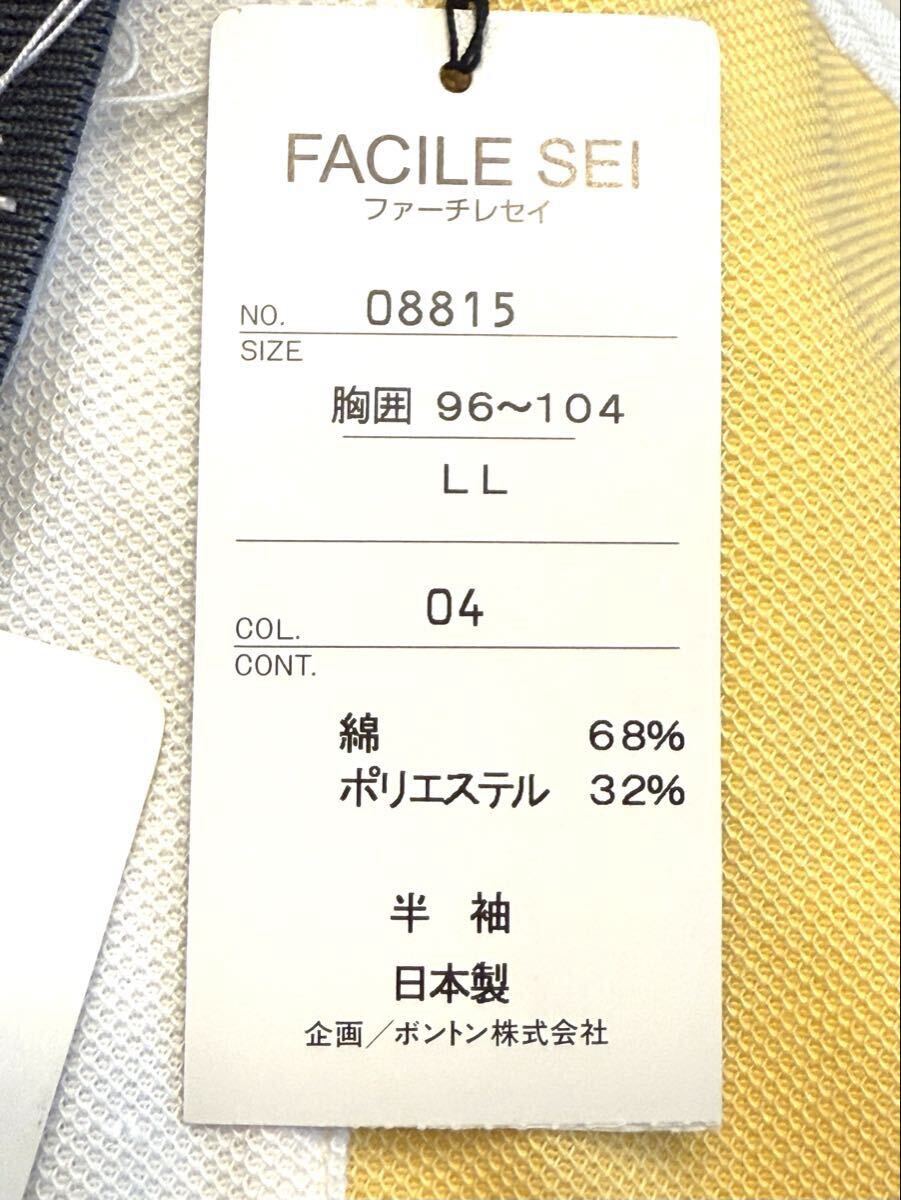 FACILE SEI
ファーチレセイ
NO. 08815
SIZE
胸囲 96〜104
LL
COL. 04
CONT.
綿 68%
ポリエステル 32%
半 袖
日本製
企画／ボントン株式会社